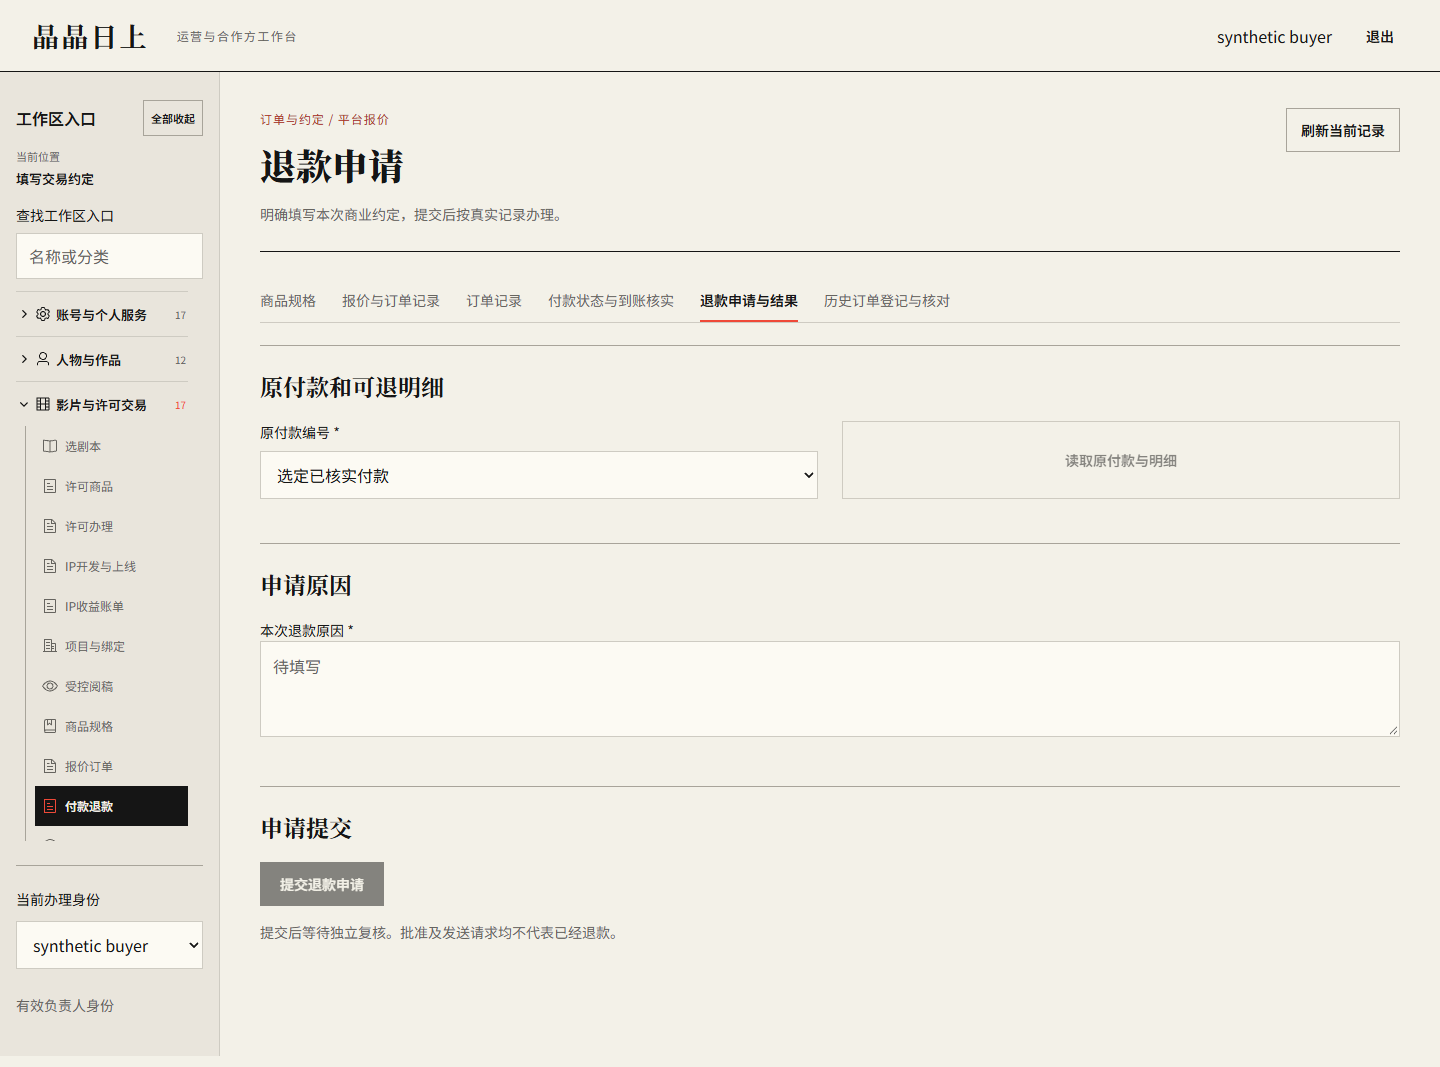 晶晶日上
运营与合作方工作台
synthetic buyer
退出
工作区入口
全部收起
当前位置
填写交易约定
查找工作区入口
名称或分类
账号与个人服务 17
人物与作品 12
影片与许可交易 17
选剧本
许可商品
许可办理
IP开发与上线
IP收益账单
项目与绑定
受控阅稿
商品规格
报价订单
付款退款
当前办理身份
synthetic buyer
有效负责人身份
订单与约定 / 平台报价
退款申请
刷新当前记录
明确填写本次商业约定，提交后按真实记录办理。
商品规格 报价与订单记录 订单记录 付款状态与到账核实 退款申请与结果 历史订单登记与核对
原付款和可退明细
原付款编号 *
选定已核实付款
读取原付款与明细
申请原因
本次退款原因 *
待填写
申请提交
提交退款申请
提交后等待独立复核。批准及发送请求均不代表已经退款。